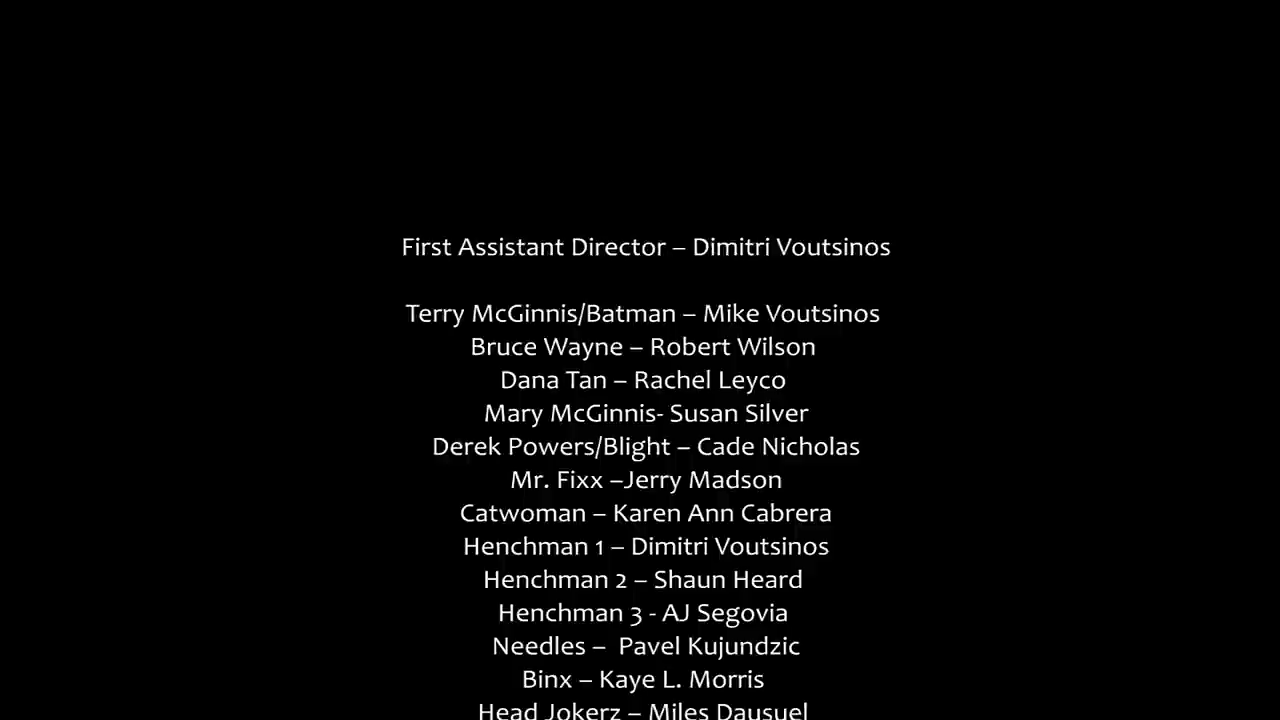 First Assistant Director – Dimitri Voutsinos
Terry McGinnis/Batman – Mike Voutsinos
Bruce Wayne – Robert Wilson
Dana Tan – Rachel Leyco
Mary McGinnis- Susan Silver
Derek Powers/Blight – Cade Nicholas
Mr. Fixx –Jerry Madson
Catwoman – Karen Ann Cabrera
Henchman 1 – Dimitri Voutsinos
Henchman 2 – Shaun Heard
Henchman 3 - AJ Segovia
Needles –  Pavel Kujundzic
Binx – Kaye L. Morris
Head Jokerz – Miles Dausuel